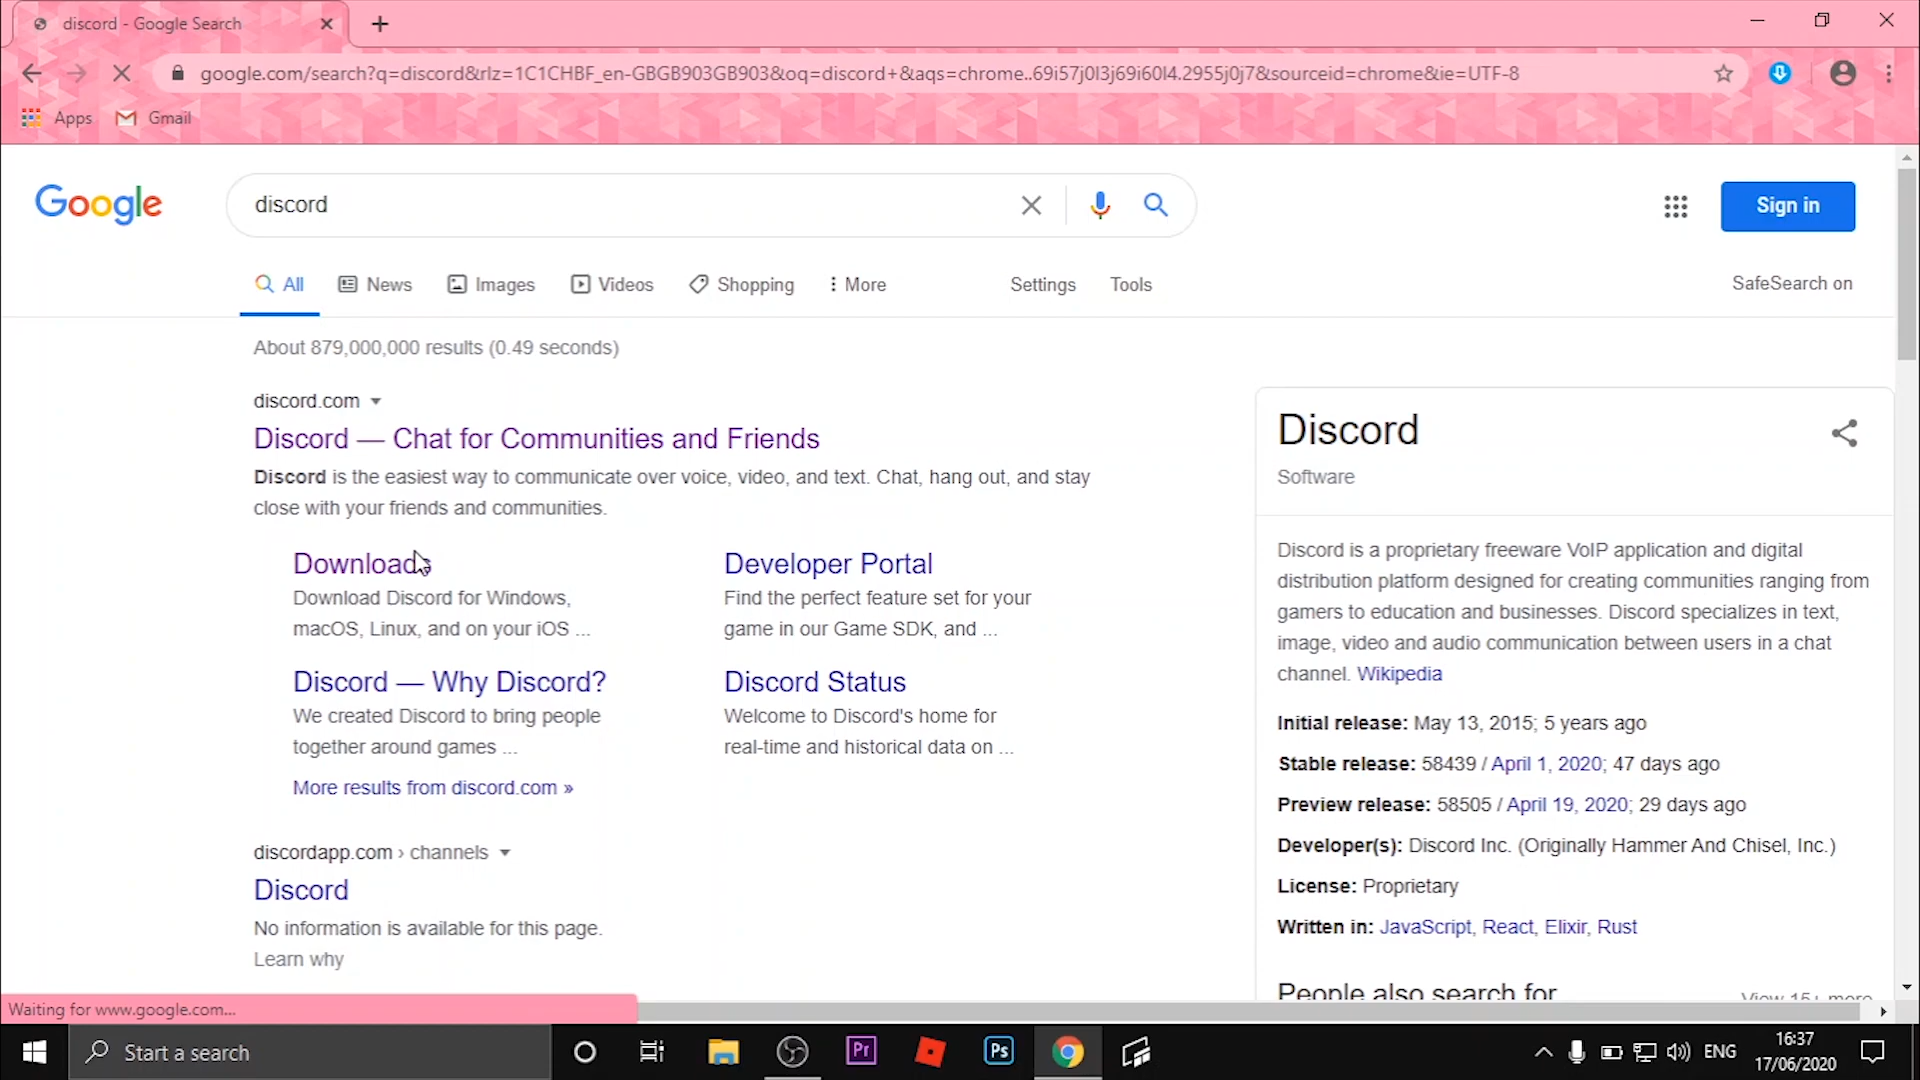 discord - Google Search
google.com/search?q=discord&rlz=1C1CHBF_en-GBGB903GB903&oq=discord+&aqs=chrome..69i57j0l3j69i60l4.2955j0j7&sourceid=chrome&ie=UTF-8
Apps Gmail
Google discord Sign in
All News Images Videos Shopping More Settings Tools SafeSearch on
About 879,000,000 results (0.49 seconds)
discord.com
Discord — Chat for Communities and Friends
Discord is the easiest way to communicate over voice, video, and text. Chat, hang out, and stay
close with your friends and communities.
Downloads
Download Discord for Windows,
macOS, Linux, and on your iOS ...
Developer Portal
Find the perfect feature set for your
game in our Game SDK, and ...
Discord — Why Discord?
We created Discord to bring people
together around games ...
Discord Status
Welcome to Discord's home for
real-time and historical data on ...
More results from discord.com »
discordapp.com › channels
Discord
No information is available for this page.
Learn why
Discord
Software
Discord is a proprietary freeware VoIP application and digital
distribution platform designed for creating communities ranging from
gamers to education and businesses. Discord specializes in text,
image, video and audio communication between users in a chat
channel. Wikipedia
Initial release: May 13, 2015; 5 years ago
Stable release: 58439 / April 1, 2020; 47 days ago
Preview release: 58505 / April 19, 2020; 29 days ago
Developer(s): Discord Inc. (Originally Hammer And Chisel, Inc.)
License: Proprietary
Written in: JavaScript, React, Elixir, Rust
People also search for View 15+ more
Waiting for www.google.com...
Start a search Pr Ps ENG
16:37
17/06/2020